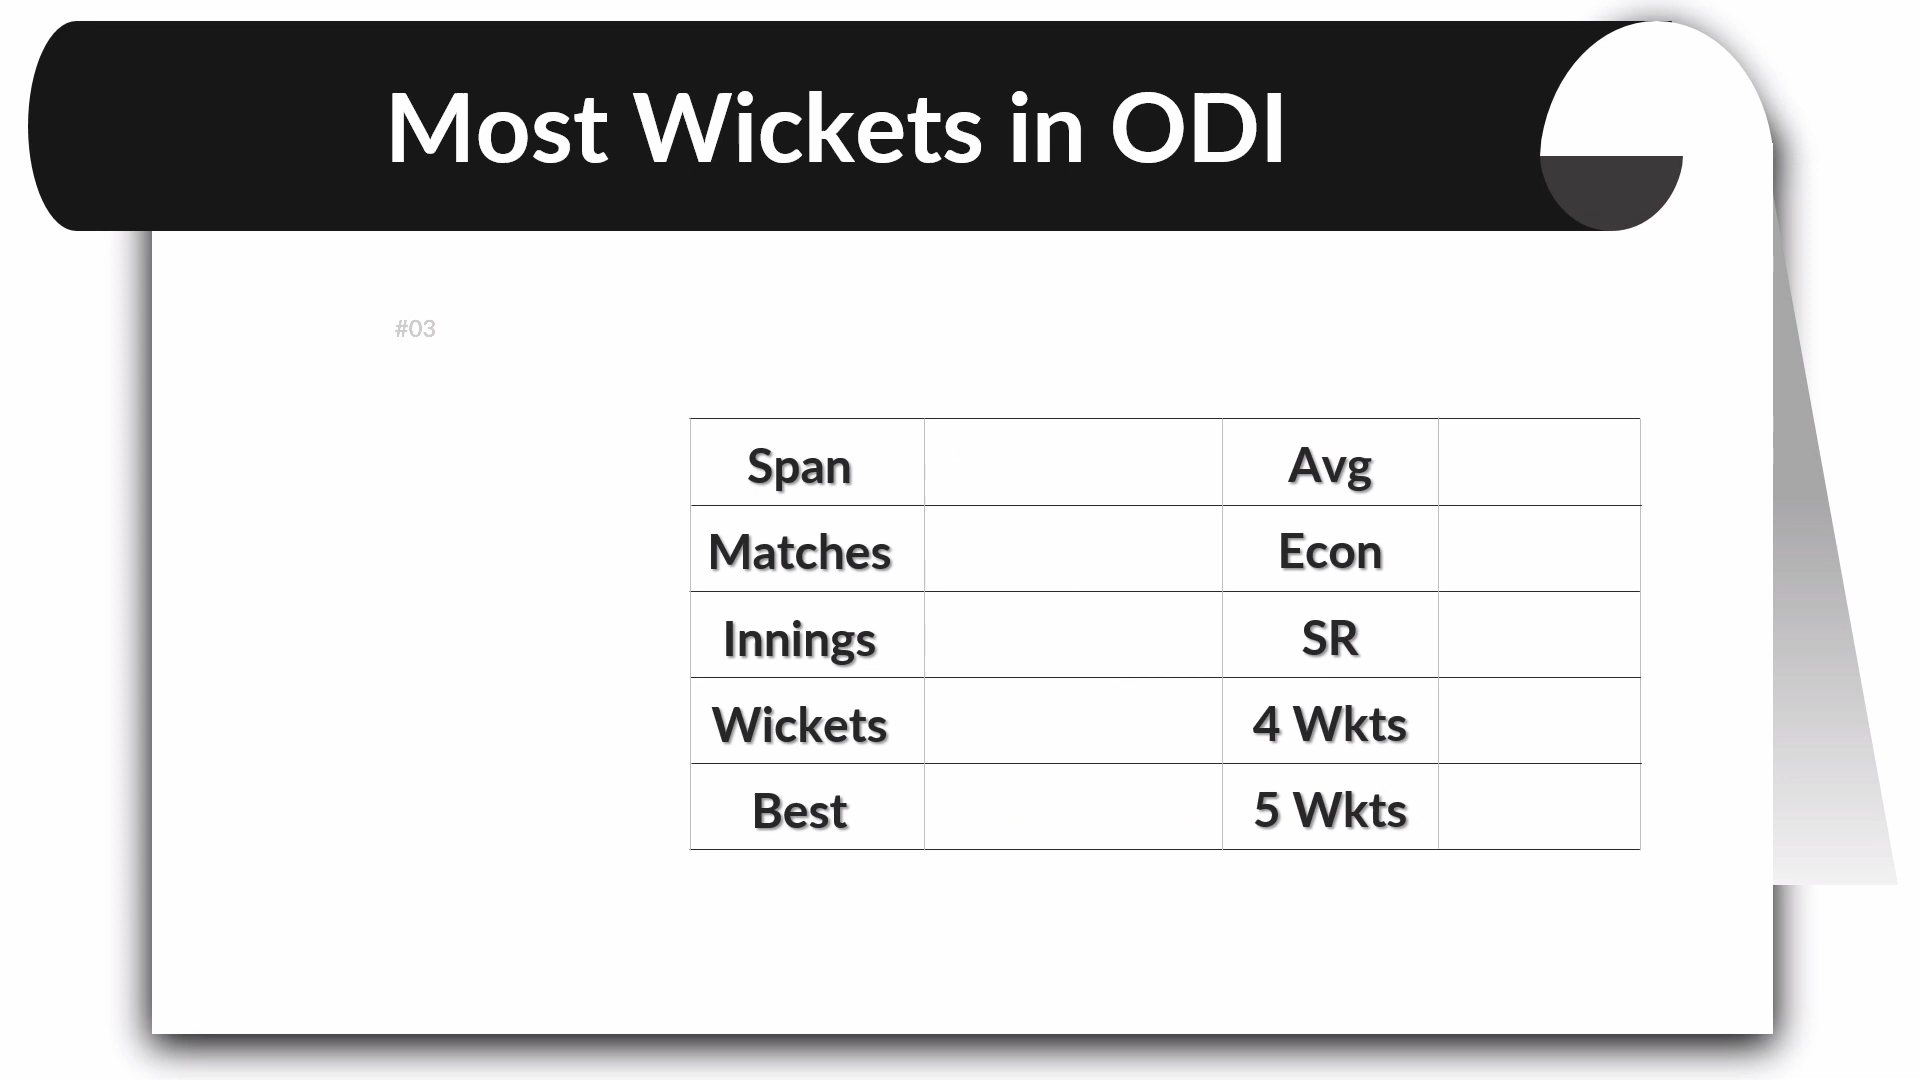 Most Wickets in ODI
#03
Span Avg
Matches Econ
Innings SR
Wickets 4 Wkts
Best 5 Wkts